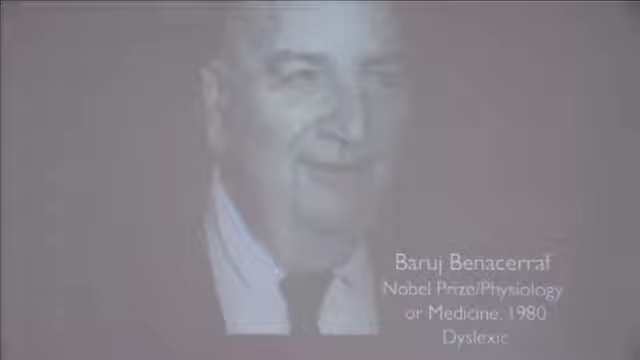 Baruj Benacerraf
Nobel Prize/Physiology
or Medicine, 1980
Dyslexic